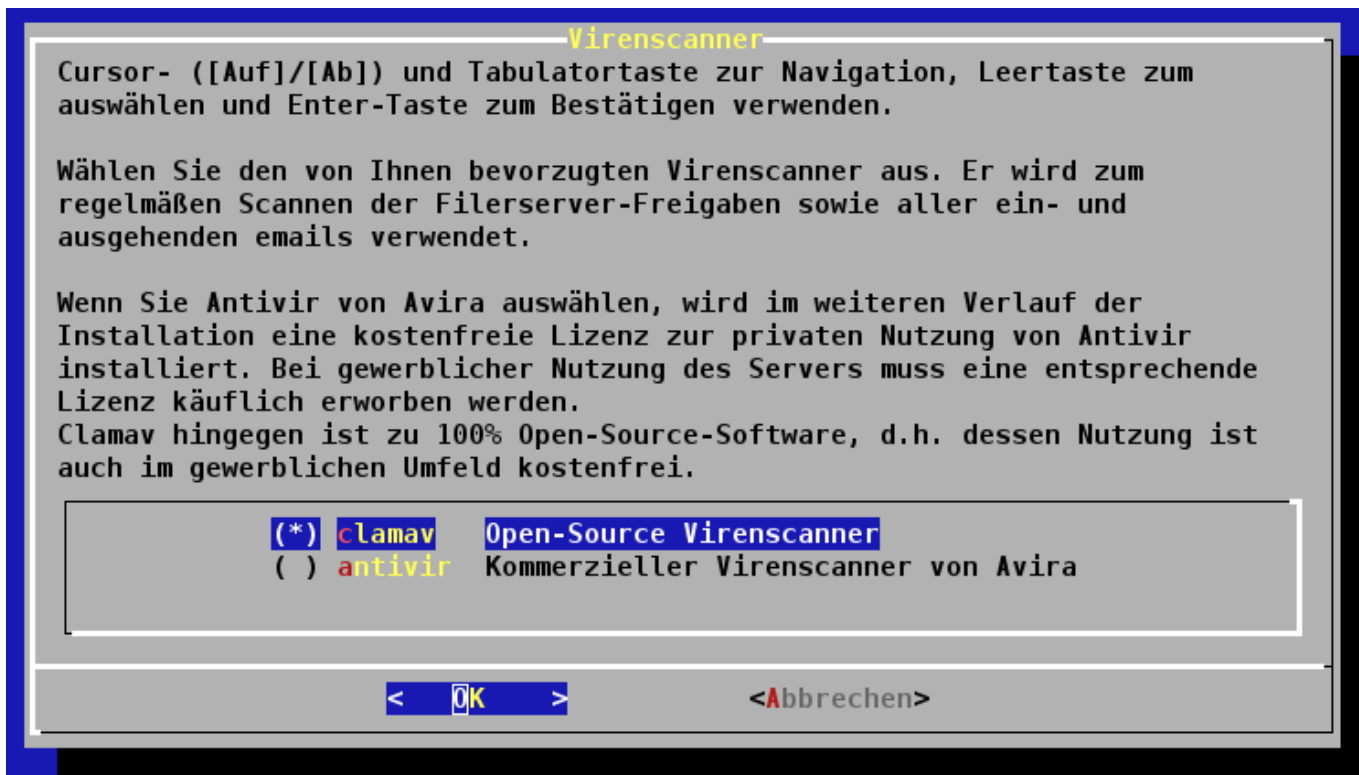 Virenscanner
Cursor- ([Auf]/[Ab]) und Tabulatortaste zur Navigation, Leertaste zum
auswählen und Enter-Taste zum Bestätigen verwenden.
Wählen Sie den von Ihnen bevorzugten Virenscanner aus. Er wird zum
regelmäßen Scannen der Filerserver-Freigaben sowie aller ein- und
ausgehenden emails verwendet.
Wenn Sie Antivir von Avira auswählen, wird im weiteren Verlauf der
Installation eine kostenfreie Lizenz zur privaten Nutzung von Antivir
installiert. Bei gewerblicher Nutzung des Servers muss eine entsprechende
Lizenz käuflich erworben werden.
Clamav hingegen ist zu 100% Open-Source-Software, d.h. dessen Nutzung ist
auch im gewerblichen Umfeld kostenfrei.
(*) clamav Open-Source Virenscanner
( ) antivir Kommerzieller Virenscanner von Avira
< OK > <Abbrechen>